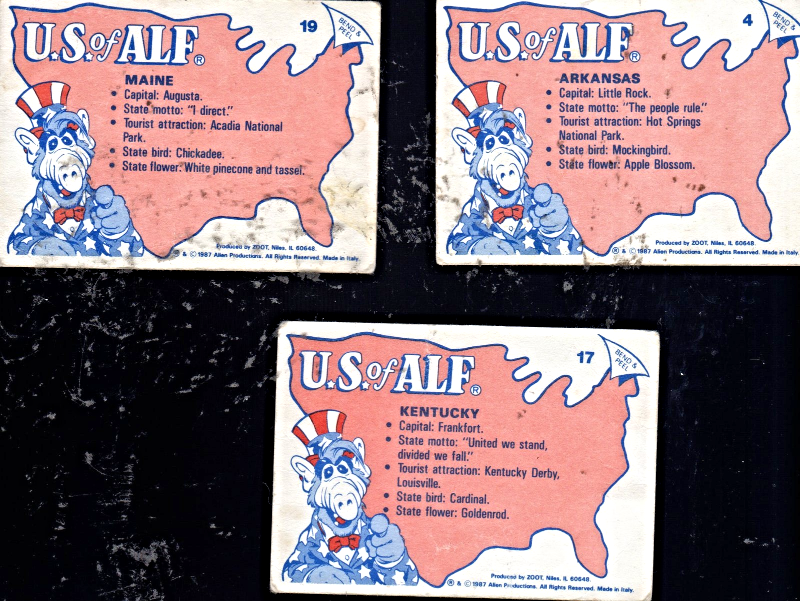 19
BEND & PEEL
U.S. of ALF®
MAINE
• Capital: Augusta.
• State motto: "I direct."
• Tourist attraction: Acadia National
Park.
• State bird: Chickadee.
• State flower: White pinecone and tassel.
Produced by ZOOT, Niles, IL 60648.
® & © 1987 Alien Productions. All Rights Reserved. Made in Italy.
4
BEND & PEEL
U.S. of ALF®
ARKANSAS
• Capital: Little Rock.
• State motto: "The people rule."
• Tourist attraction: Hot Springs
National Park.
• State bird: Mockingbird.
• State flower: Apple Blossom.
Produced by ZOOT, Niles, IL 60648.
® & © 1987 Alien Productions. All Rights Reserved. Made in Italy.
17
BEND & PEEL
U.S. of ALF®
KENTUCKY
• Capital: Frankfort.
• State motto: "United we stand,
divided we fall."
• Tourist attraction: Kentucky Derby,
Louisville.
• State bird: Cardinal.
• State flower: Goldenrod.
Produced by ZOOT, Niles, IL 60648.
® & © 1987 Alien Productions. All Rights Reserved. Made in Italy.